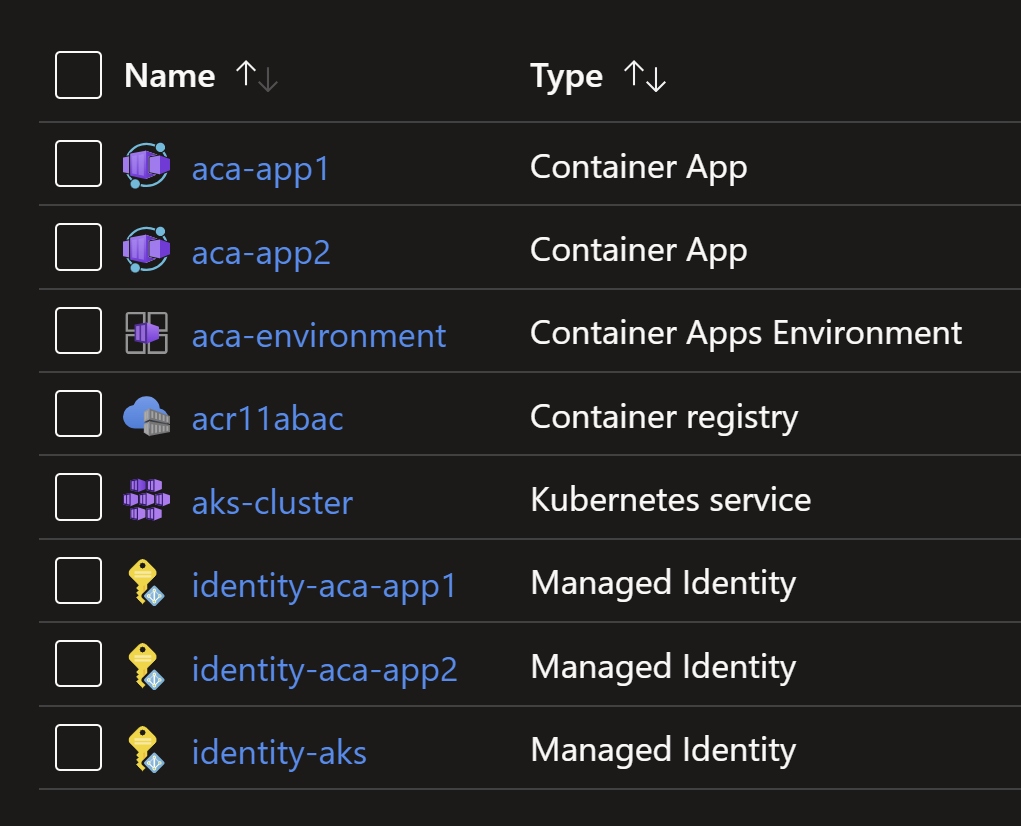 Name Type
aca-app1 Container App
aca-app2 Container App
aca-environment Container Apps Environment
acr11abac Container registry
aks-cluster Kubernetes service
identity-aca-app1 Managed Identity
identity-aca-app2 Managed Identity
identity-aks Managed Identity